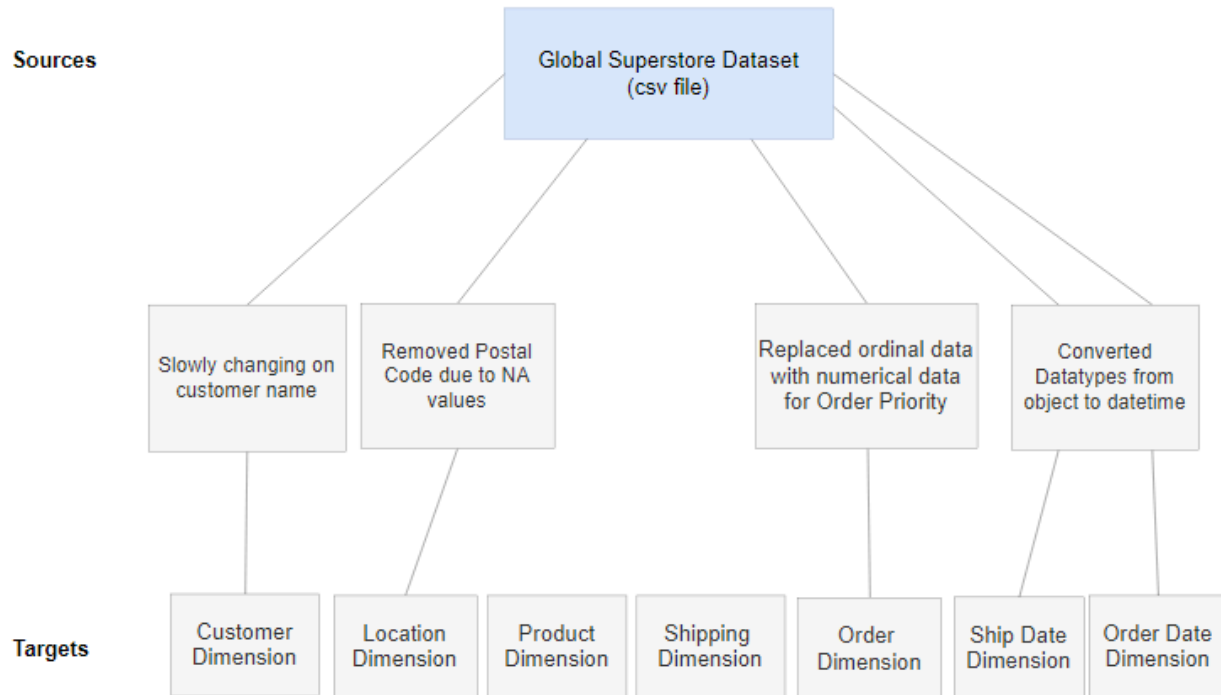 Sources
Global Superstore Dataset
(csv file)
Slowly changing on
customer name
Removed Postal
Code due to NA
values
Replaced ordinal data
with numerical data
for Order Priority
Converted
Datatypes from
object to datetime
Targets
Customer
Dimension
Location
Dimension
Product
Dimension
Shipping
Dimension
Order
Dimension
Ship Date
Dimension
Order Date
Dimension